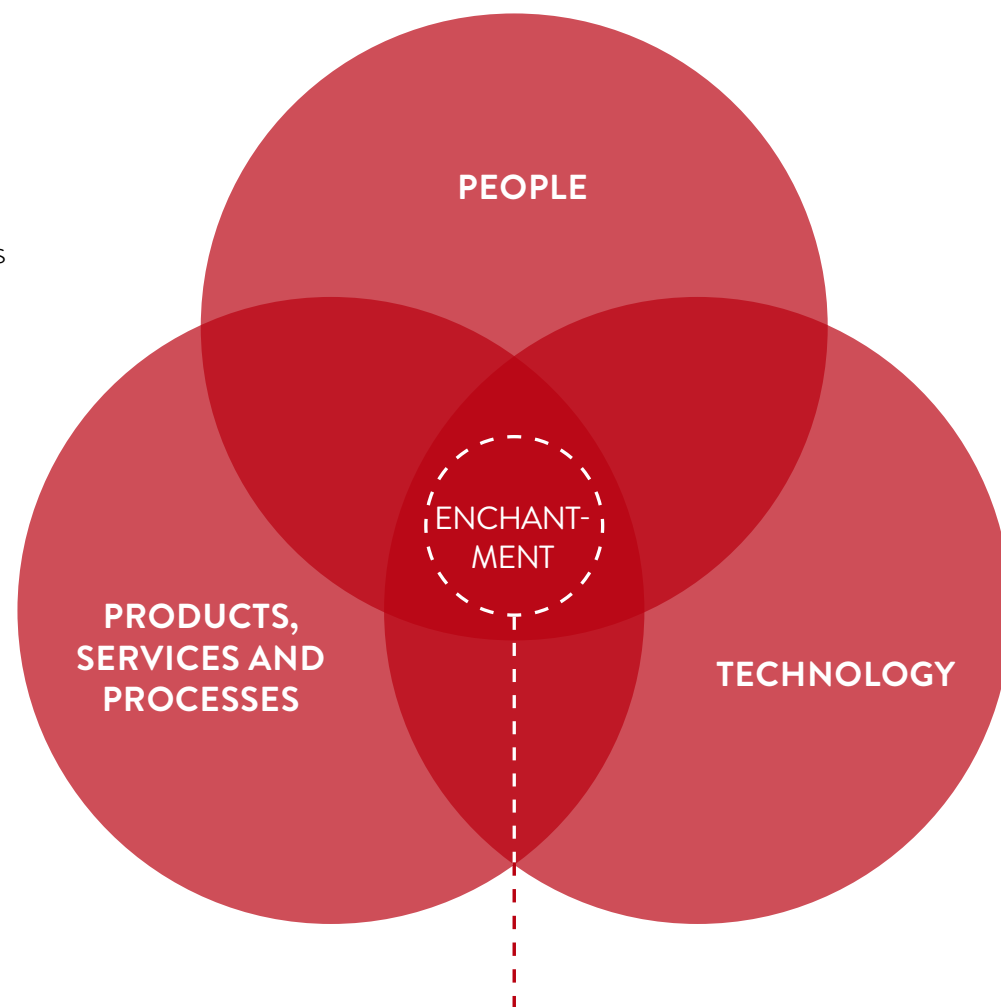 PEOPLE
s
ENCHANT-
MENT
PRODUCTS,
SERVICES AND
PROCESSES
TECHNOLOGY